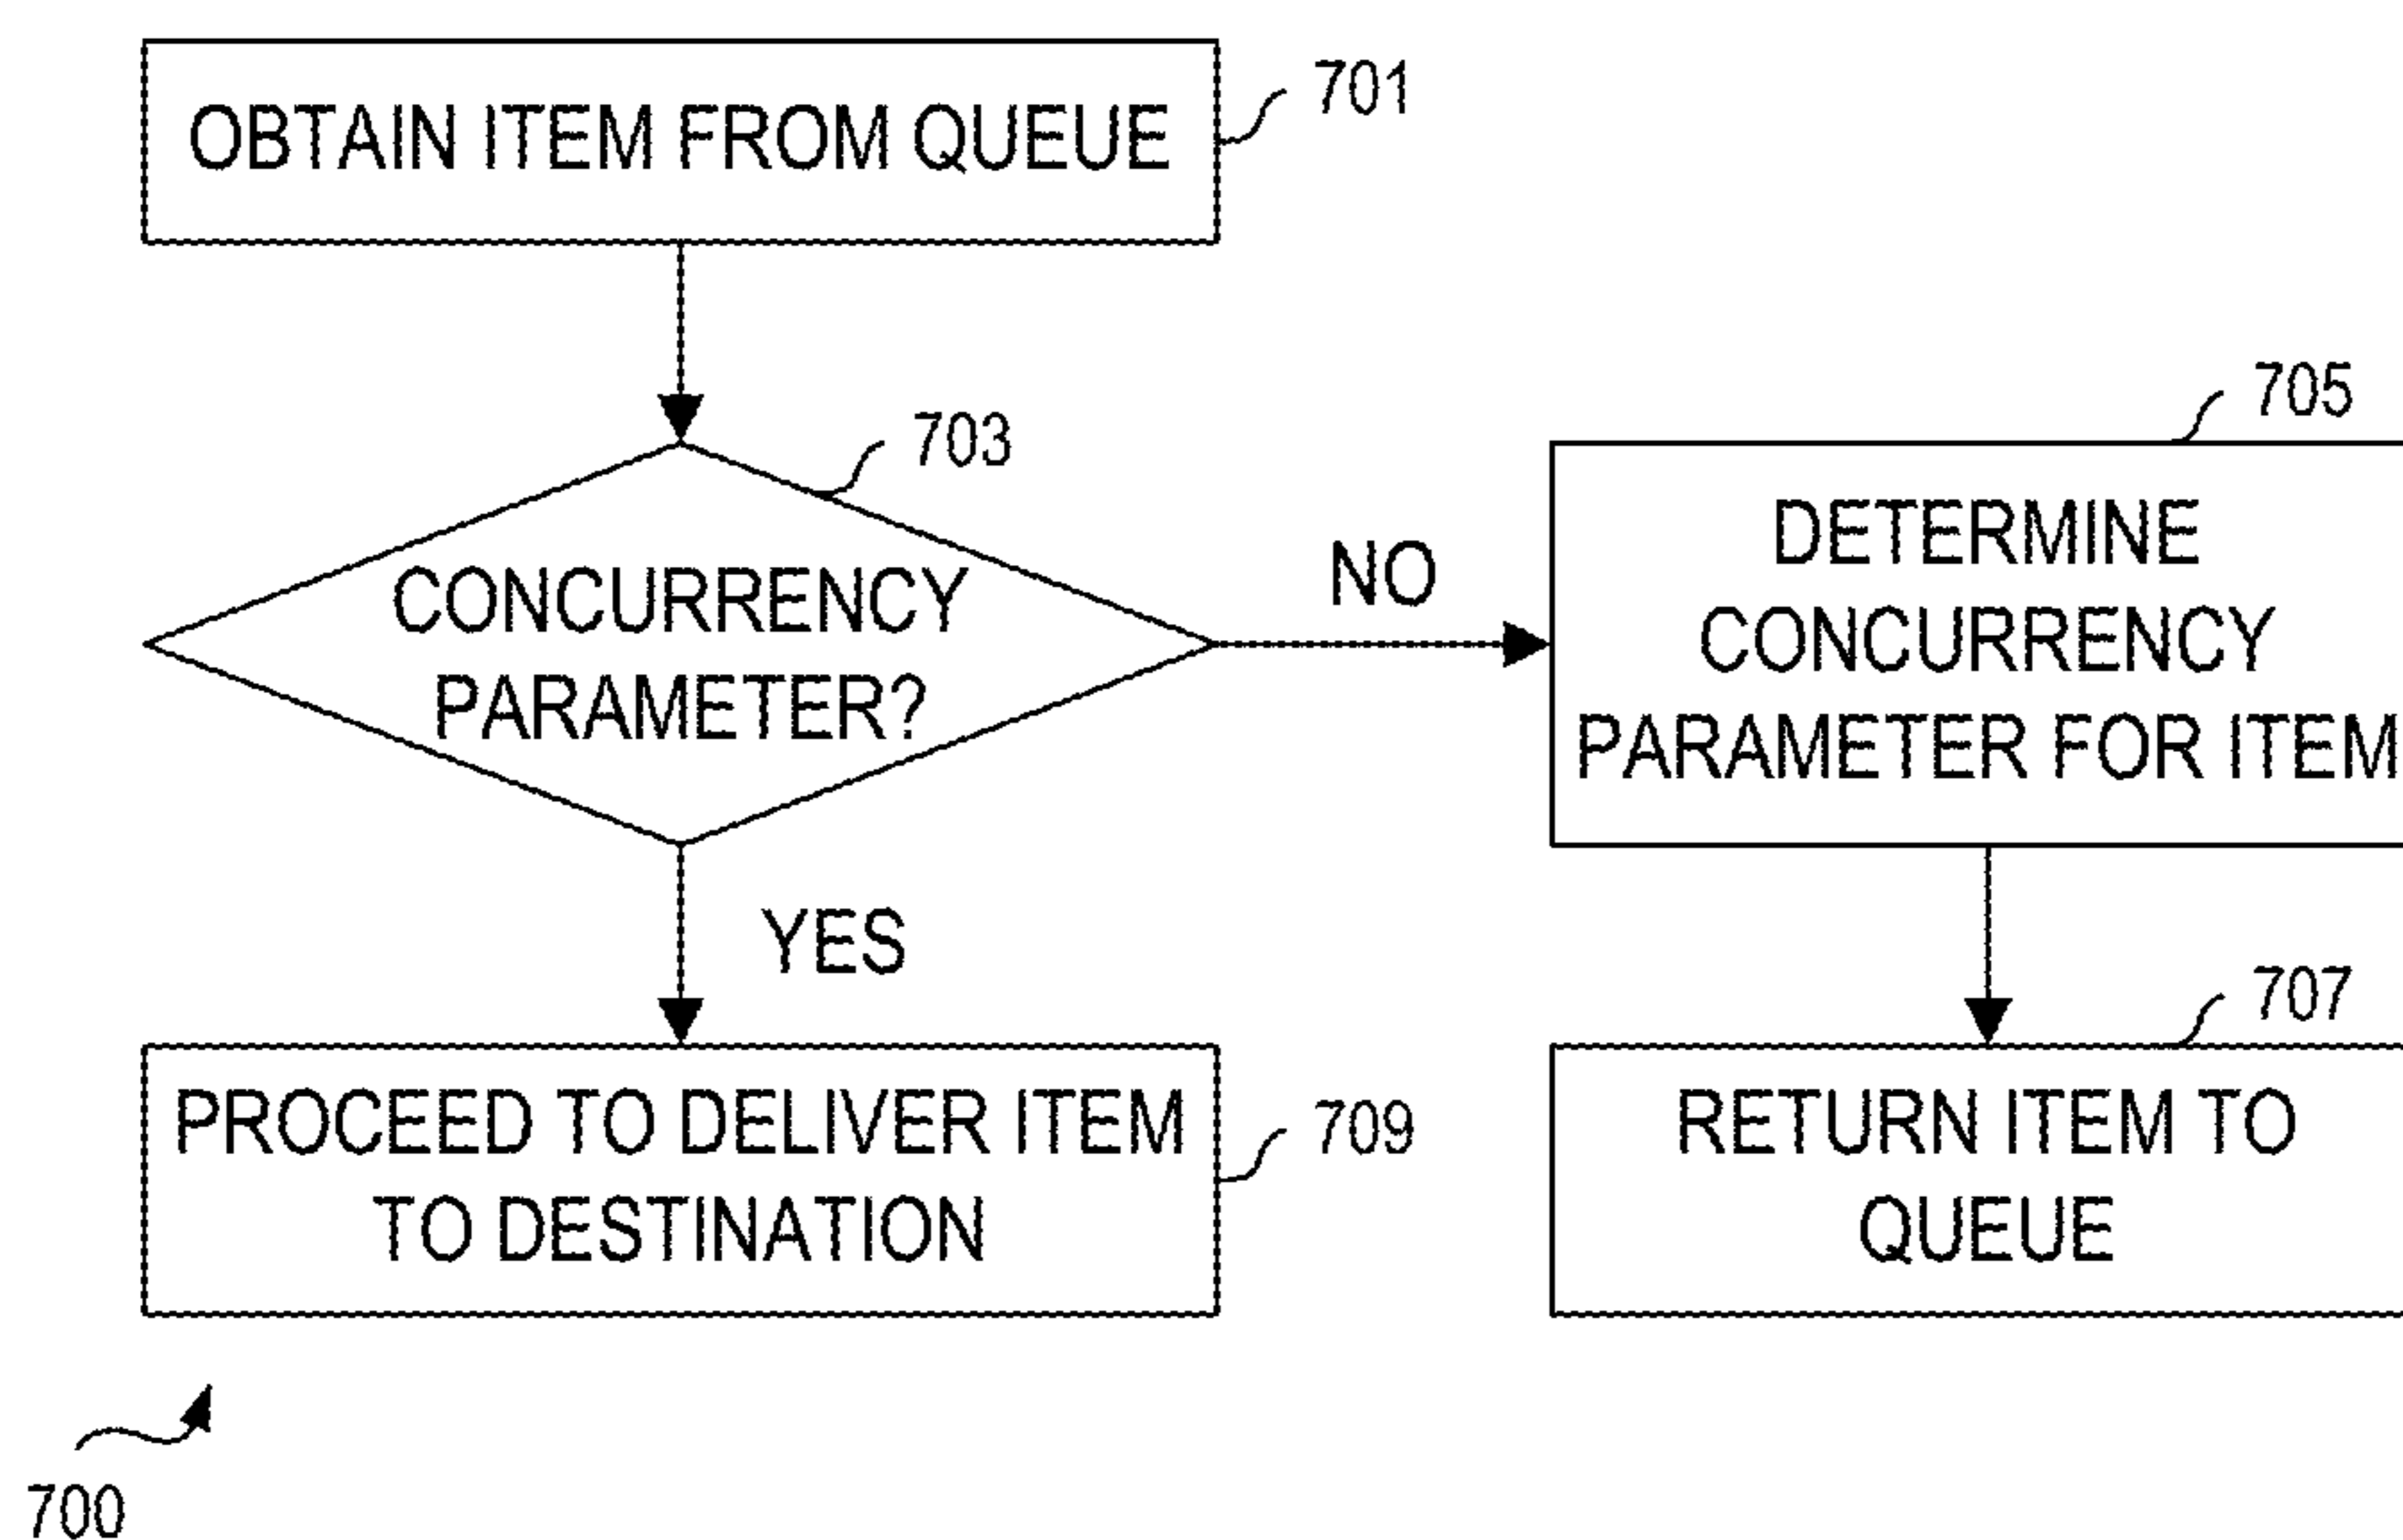 OBTAIN ITEM FROM QUEUE
701
703
CONCURRENCY
PARAMETER?
NO
705
DETERMINE
CONCURRENCY
PARAMETER FOR ITEM
YES
707
RETURN ITEM TO
QUEUE
PROCEED TO DELIVER ITEM
TO DESTINATION
709
700